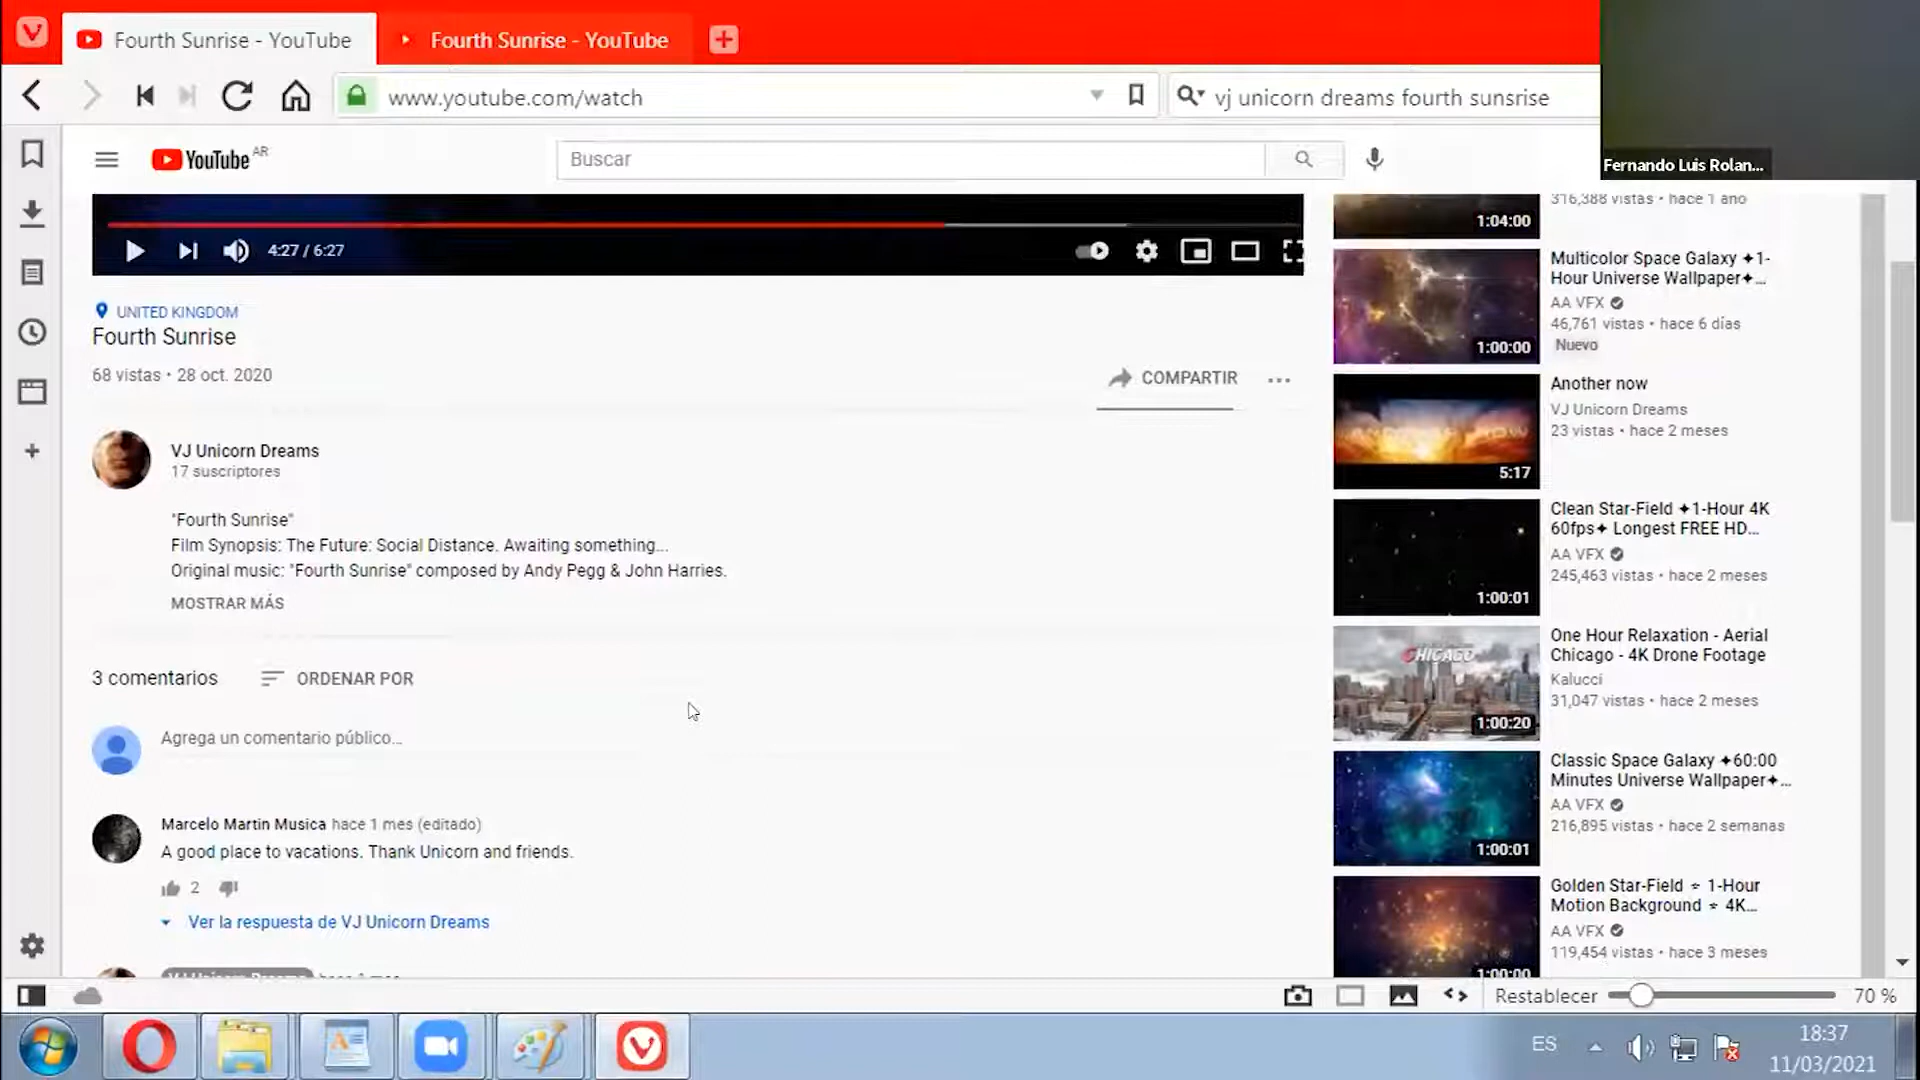 Fourth Sunrise - YouTube
Fourth Sunrise - YouTube
www.youtube.com/watch
vj unicorn dreams fourth sunsrise
Fernando Luis Rolan...
YouTube AR
Buscar
4:27 / 6:27
UNITED KINGDOM
Fourth Sunrise
68 vistas • 28 oct. 2020
COMPARTIR
VJ Unicorn Dreams
17 suscriptores
"Fourth Sunrise"
Film Synopsis: The Future: Social Distance. Awaiting something...
Original music: "Fourth Sunrise" composed by Andy Pegg & John Harries.
MOSTRAR MÁS
3 comentarios
ORDENAR POR
Agrega un comentario público...
Marcelo Martin Musica hace 1 mes (editado)
A good place to vacations. Thank Unicorn and friends.
2
Ver la respuesta de VJ Unicorn Dreams
VJ Unicorn Dreams hace 1 mes
1:04:00
316,388 vistas • hace 1 año
1:00:00
Multicolor Space Galaxy ✦1-
Hour Universe Wallpaper✦...
AA VFX
46,761 vistas • hace 6 días
Nuevo
ANOTHER NOW
5:17
Another now
VJ Unicorn Dreams
23 vistas • hace 2 meses
1:00:01
Clean Star-Field ✦1-Hour 4K
60fps✦ Longest FREE HD...
AA VFX
245,463 vistas • hace 2 meses
CHICAGO
1:00:20
One Hour Relaxation - Aerial
Chicago - 4K Drone Footage
Kalucci
31,047 vistas • hace 2 meses
1:00:01
Classic Space Galaxy ✦60:00
Minutes Universe Wallpaper✦...
AA VFX
216,895 vistas • hace 2 semanas
1:00:00
Golden Star-Field ⭑ 1-Hour
Motion Background ⭑ 4K...
AA VFX
119,454 vistas • hace 3 meses
Restablecer
70 %
ES
18:37
11/03/2021